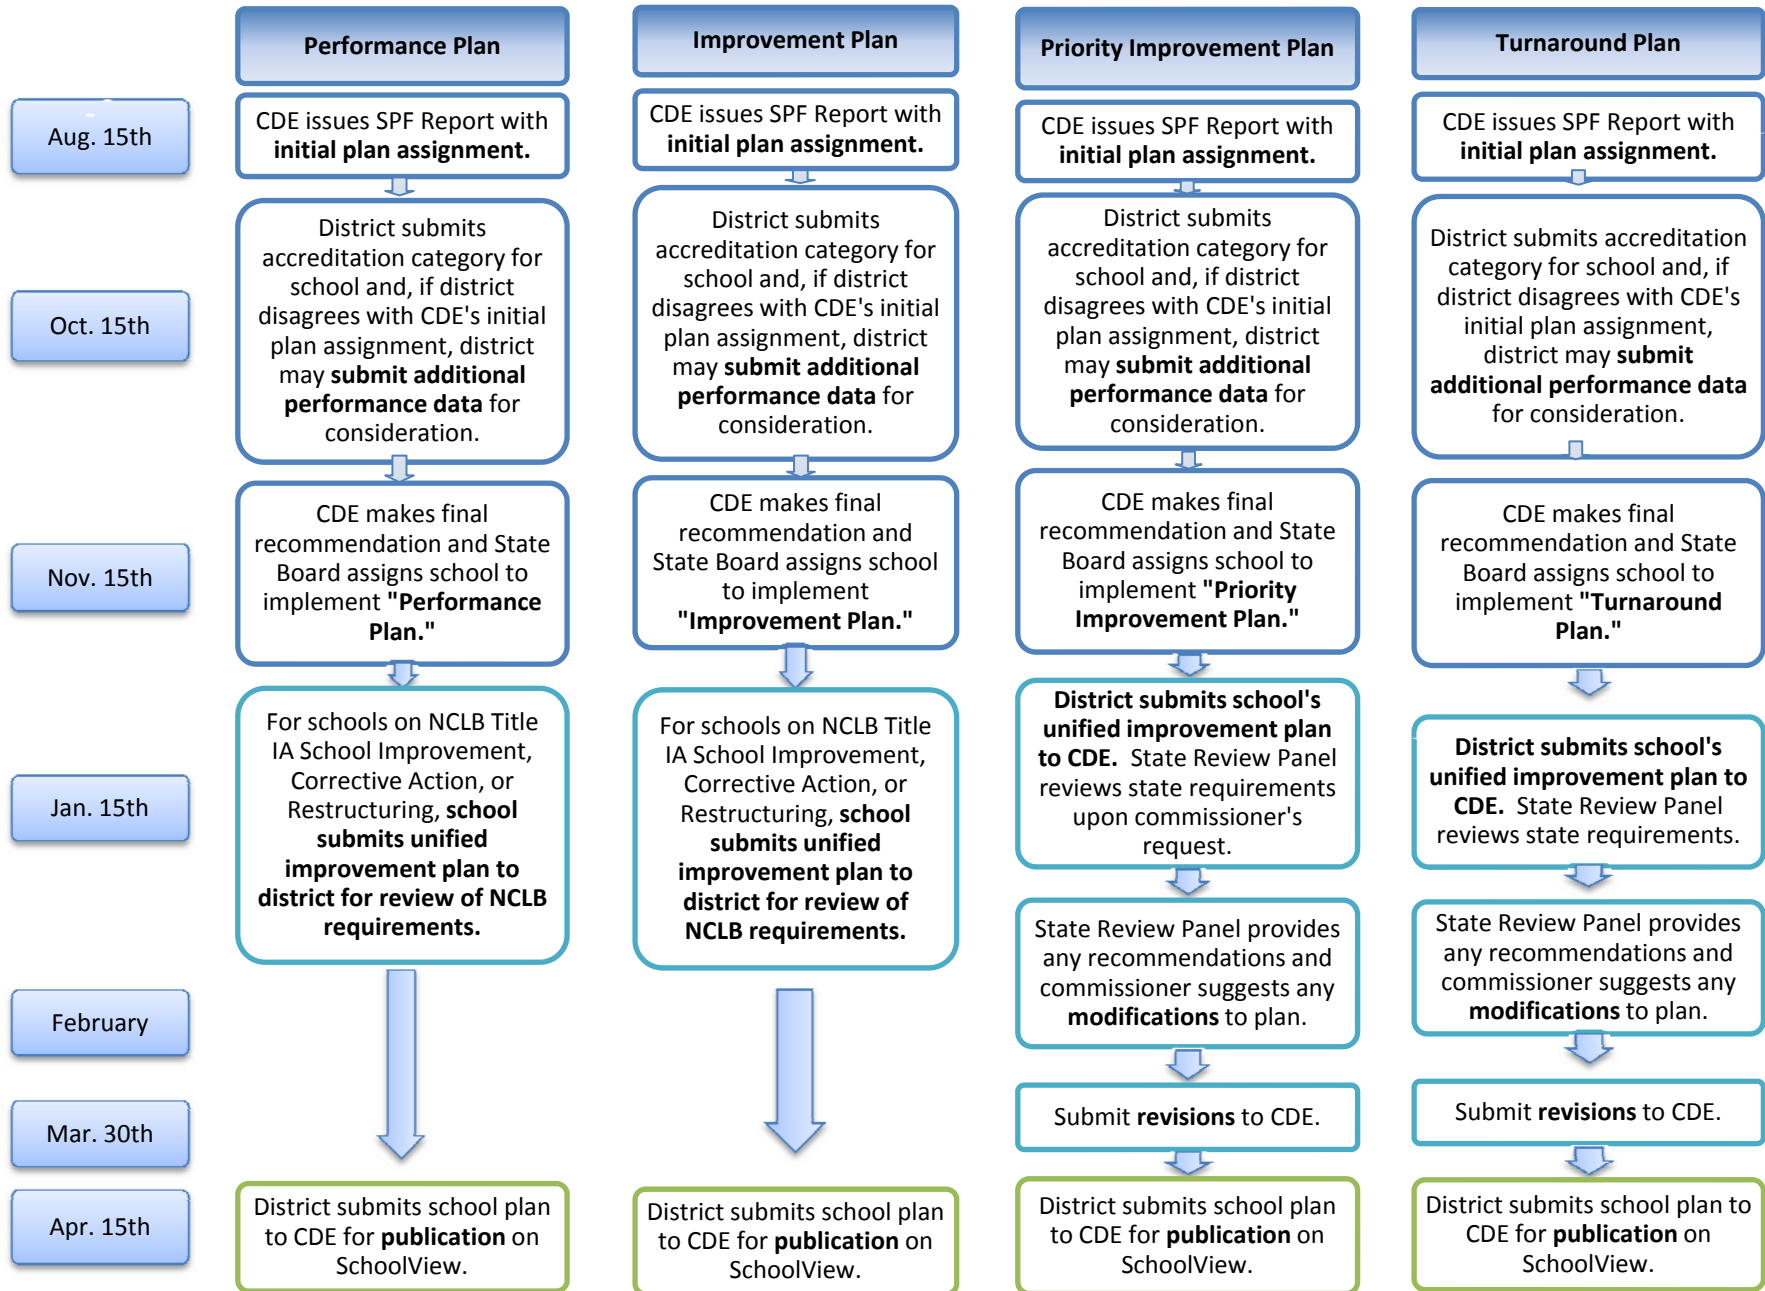 Performance Plan
Improvement Plan
Priority Improvement Plan
Turnaround Plan
Aug. 15th
CDE issues SPF Report with
initial plan assignment.
CDE issues SPF Report with
initial plan assignment.
CDE issues SPF Report with
initial plan assignment.
CDE issues SPF Report with
initial plan assignment.
Oct. 15th
District submits
accreditation category for
school and, if district
disagrees with CDE's initial
plan assignment, district
may submit additional
performance data for
consideration.
District submits
accreditation category for
school and, if district
disagrees with CDE's initial
plan assignment, district
may submit additional
performance data for
consideration.
District submits
accreditation category for
school and, if district
disagrees with CDE's initial
plan assignment, district
may submit additional
performance data for
consideration.
District submits accreditation
category for school and, if
district disagrees with CDE's
initial plan assignment,
district may submit
additional performance data
for consideration.
Nov. 15th
CDE makes final
recommendation and State
Board assigns school to
implement "Performance
Plan."
CDE makes final
recommendation and
State Board assigns school
to implement
"Improvement Plan."
CDE makes final
recommendation and State
Board assigns school to
implement "Priority
Improvement Plan."
CDE makes final
recommendation and State
Board assigns school to
implement "Turnaround
Plan."
Jan. 15th
For schools on NCLB Title
IA School Improvement,
Corrective Action, or
Restructuring, school
submits unified
improvement plan to
district for review of NCLB
requirements.
For schools on NCLB Title
IA School Improvement,
Corrective Action, or
Restructuring, school
submits unified
improvement plan to
district for review of
NCLB requirements.
District submits school's
unified improvement plan
to CDE. State Review Panel
reviews state requirements
upon commissioner's
request.
District submits school's
unified improvement plan to
CDE. State Review Panel
reviews state requirements.
February
State Review Panel provides
any recommendations and
commissioner suggests any
modifications to plan.
State Review Panel provides
any recommendations and
commissioner suggests any
modifications to plan.
Mar. 30th
Submit revisions to CDE.
Submit revisions to CDE.
Apr. 15th
District submits school plan
to CDE for publication on
SchoolView.
District submits school plan
to CDE for publication on
SchoolView.
District submits school plan
to CDE for publication on
SchoolView.
District submits school plan to
CDE for publication on
SchoolView.